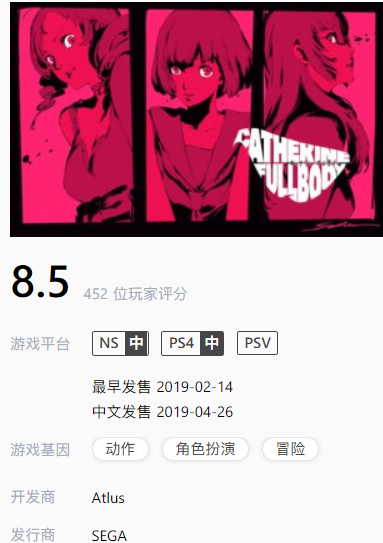 CATHERINE
FULLBODY
8.5 452 位玩家评分
游戏平台 NS 中 PS4 中 PSV
最早发售 2019-02-14
中文发售 2019-04-26
游戏基因 动作 角色扮演 冒险
开发商 Atlus
发行商 SEGA